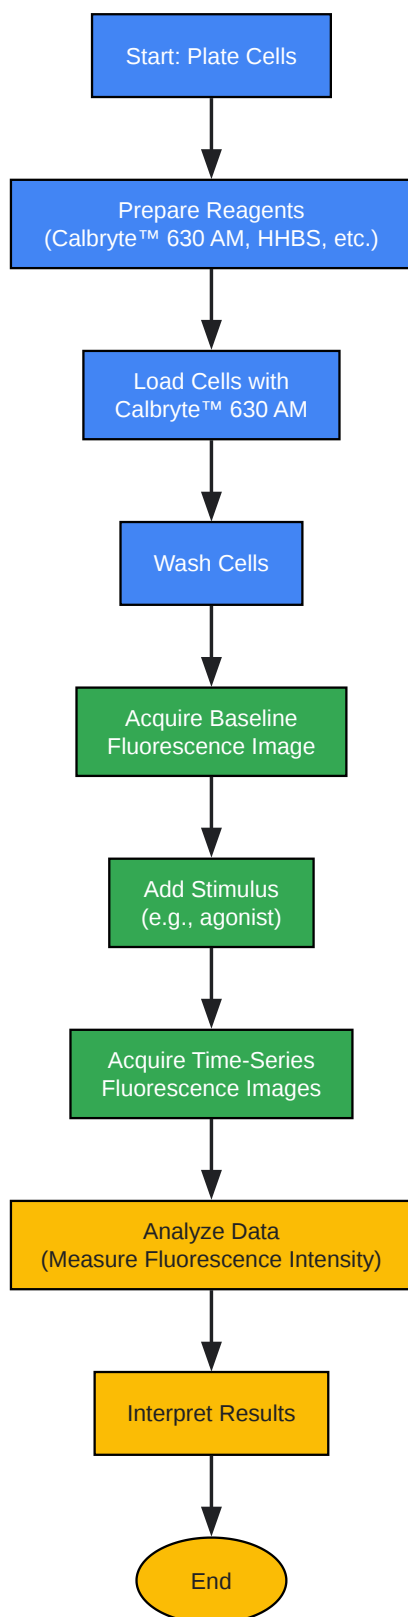 Start: Plate Cells
Prepare Reagents
(Calbryte™ 630 AM, HHBS, etc.)
Load Cells with
Calbryte™ 630 AM
Wash Cells
Acquire Baseline
Fluorescence Image
Add Stimulus
(e.g., agonist)
Acquire Time-Series
Fluorescence Images
Analyze Data
(Measure Fluorescence Intensity)
Interpret Results
End